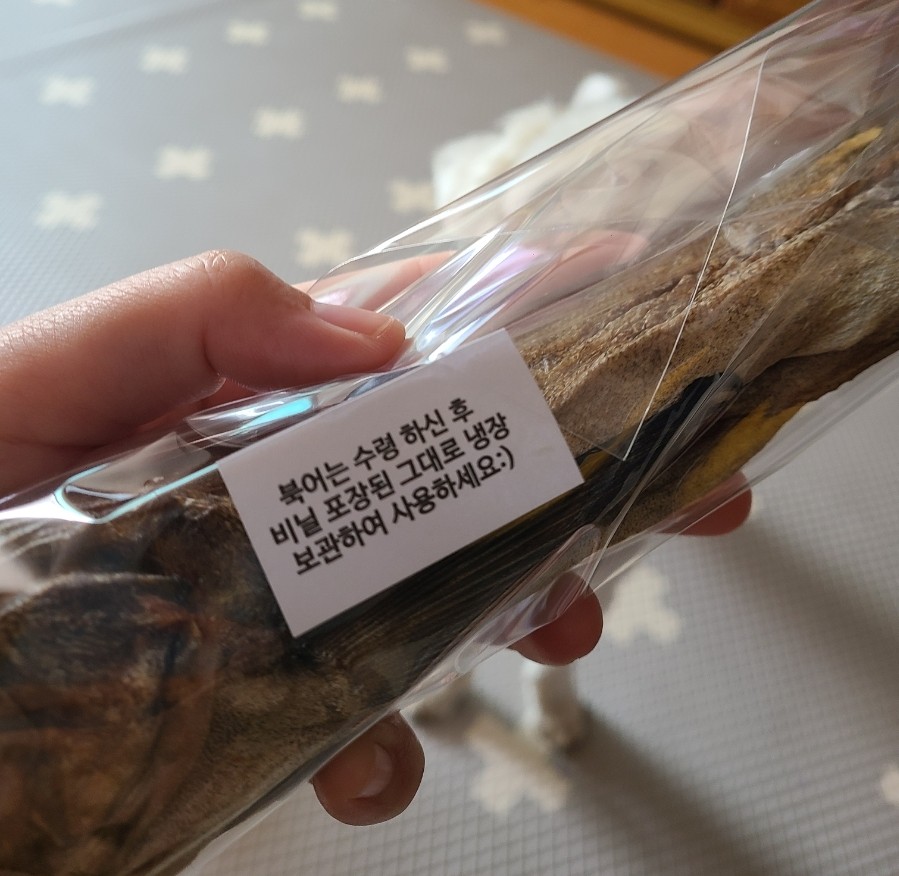 북어는 수령 하신 후
비닐 포장된 그대로 냉장
보관하여 사용하세요:)